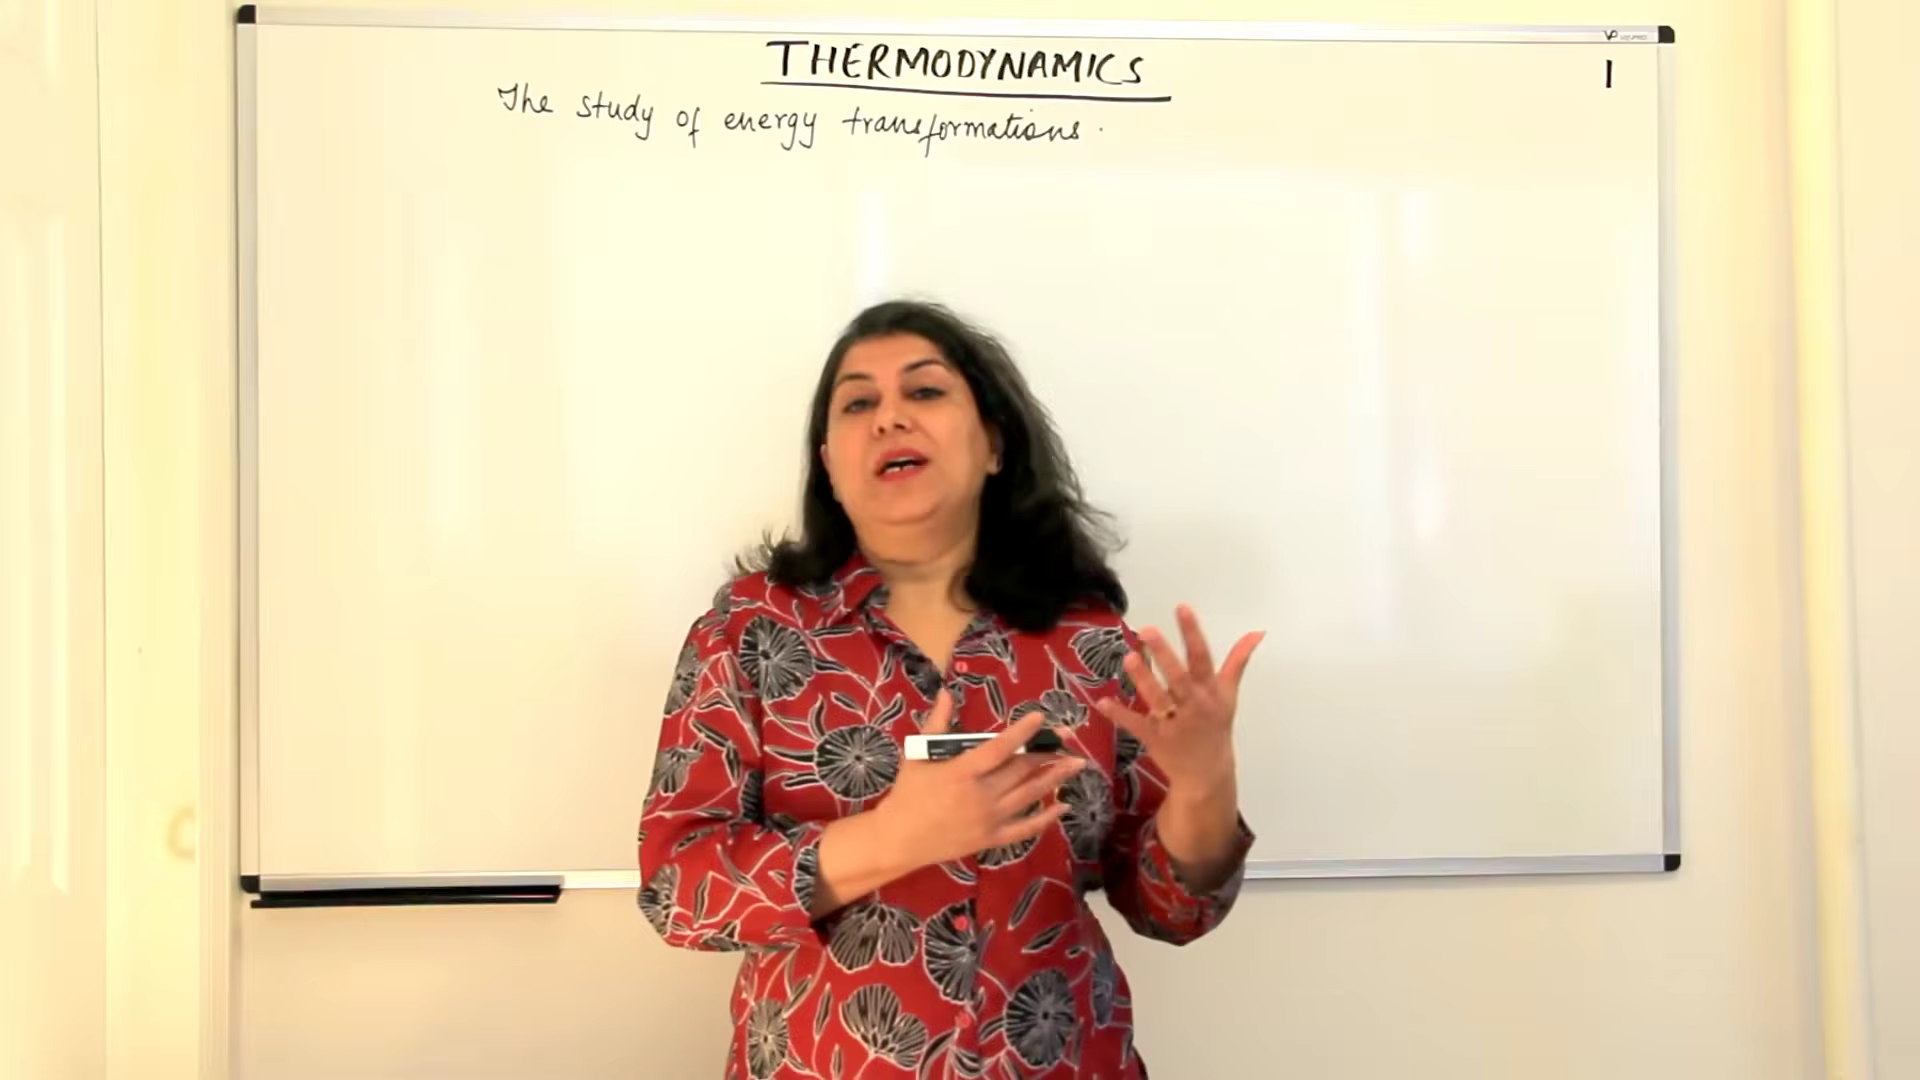 THERMODYNAMICS
1
The study of energy transformations.